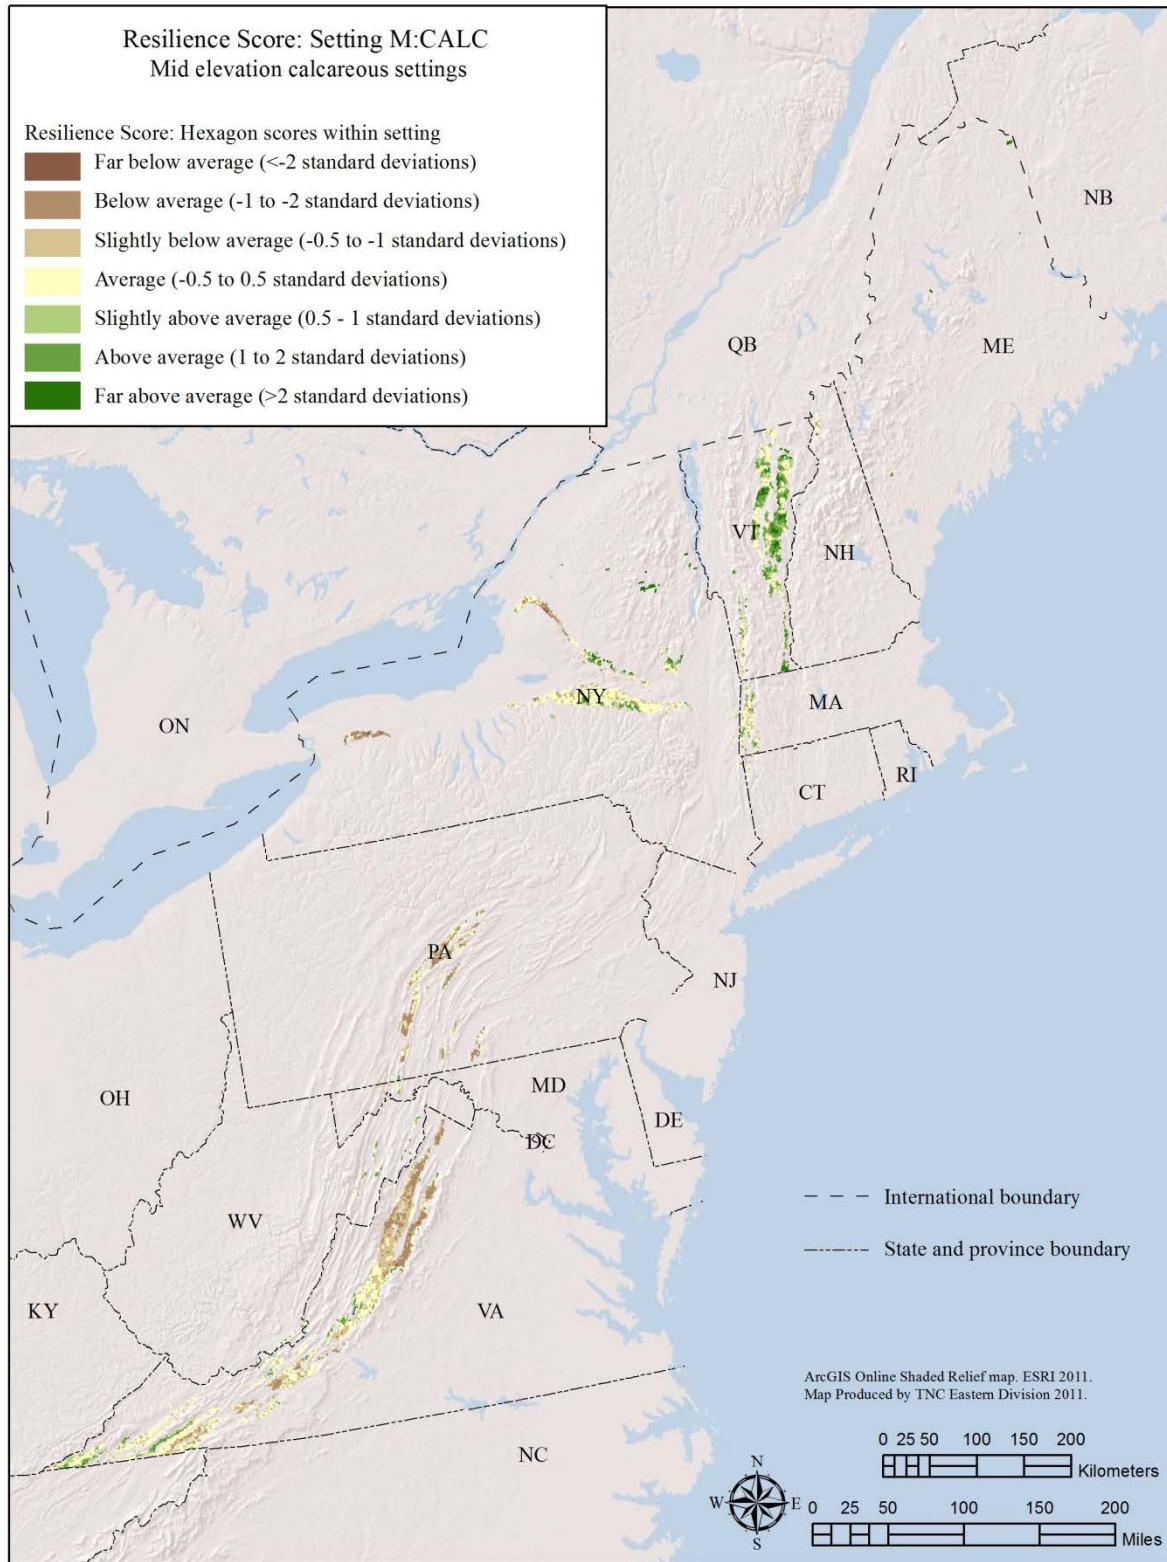 Resilience Score: Setting M:CALC
Mid elevation calcareous settings
Resilience Score: Hexagon scores within setting
Far below average (<-2 standard deviations)
Below average (-1 to -2 standard deviations)
Slightly below average (-0.5 to -1 standard deviations)
Average (-0.5 to 0.5 standard deviations)
Slightly above average (0.5 - 1 standard deviations)
Above average (1 to 2 standard deviations)
Far above average (>2 standard deviations)
NB
QB
ME
VT
NH
NY
MA
ON
CT
RI
PA
NJ
OH
MD
DE
DC
WV
KY
VA
NC
International boundary
State and province boundary
ArcGIS Online Shaded Relief map. ESRI 2011.
Map Produced by TNC Eastern Division 2011.
0 25 50 100 150 200
Kilometers
N
W E
S
0 25 50 100 150 200
Miles